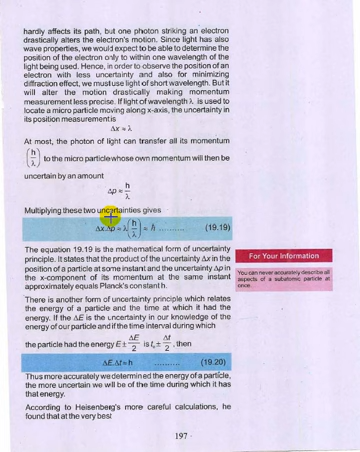 hardly affects its path, but one photon striking an electron
drastically alters the electron's motion. Since light has also
wave properties, we would expect to be able to determine the
position of the electron only to within one wavelength of the
light being used. Hence, in order to observe the position of an
electron with less uncertainty and also for minimizing
diffraction effect, we must use light of short wavelength. But it
will alter the motion drastically making momentum
measurement less precise. If light of wavelength λ is used to
locate a micro particle moving along x-axis, the uncertainty in
its position measurement is
Δx ≈ λ
At most, the photon of light can transfer all its momentum
(h/λ) to the micro particle whose own momentum will then be
uncertain by an amount
Δp ≈ h/λ
Multiplying these two uncertainties gives
Δx.Δp ≈ λ(h/λ) ≈ h .......... (19.19)
The equation 19.19 is the mathematical form of uncertainty
principle. It states that the product of the uncertainty Δx in the
position of a particle at some instant and the uncertainty Δp in
the x-component of its momentum at the same instant
approximately equals Planck's constant h.
There is another form of uncertainty principle which relates
the energy of a particle and the time at which it had the
energy. If the ΔE is the uncertainty in our knowledge of the
energy of our particle and if the time interval during which
the particle had the energy E ± ΔE/2 is t₀ ± Δt/2 , then
ΔE.Δt ≈ h .......... (19.20)
Thus more accurately we determined the energy of a particle,
the more uncertain we will be of the time during which it has
that energy.
According to Heisenberg's more careful calculations, he
found that at the very best
For Your Information
You can never accurately describe all
aspects of a subatomic particle at
once.
197